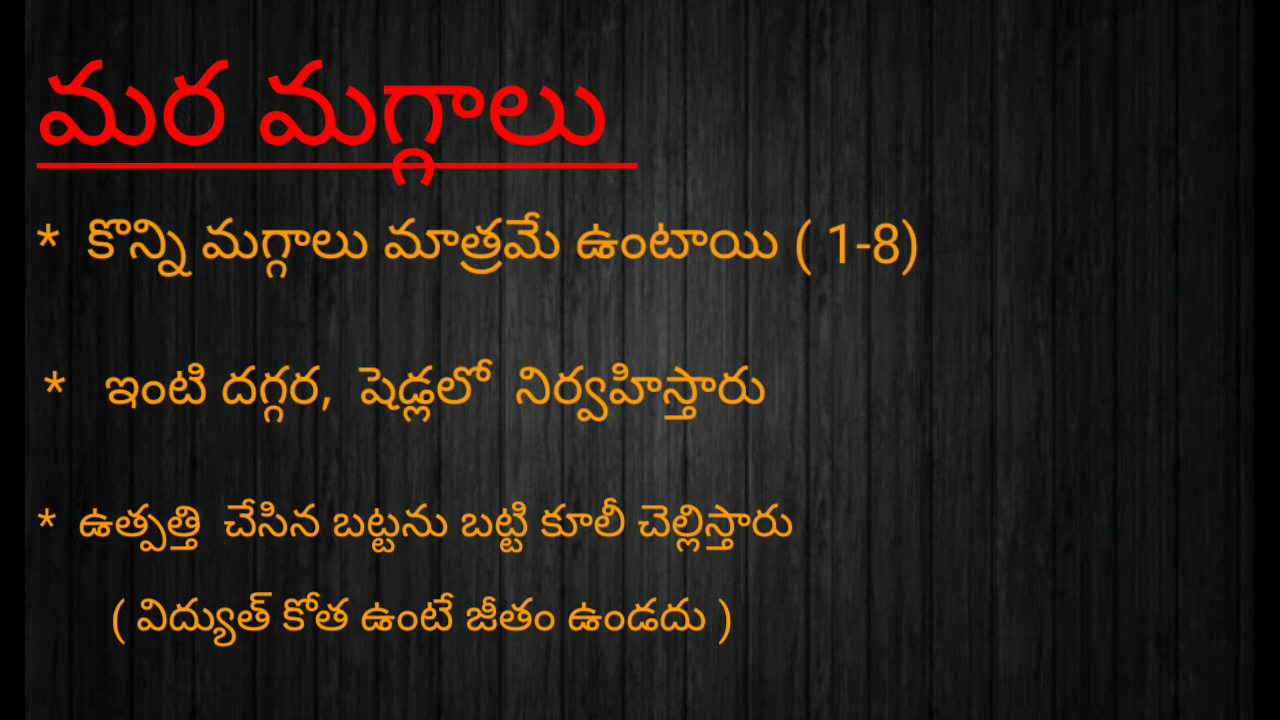 మర మగ్గాలు
* కొన్ని మగ్గాలు మాత్రమే ఉంటాయి ( 1-8)
* ఇంటి దగ్గర, షెడ్లలో నిర్వహిస్తారు
* ఉత్పత్తి చేసిన బట్టను బట్టి కూలీ చెల్లిస్తారు
( విద్యుత్ కోత ఉంటే జీతం ఉండదు )